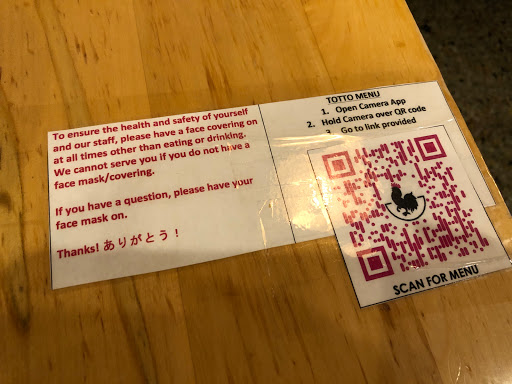 To ensure the health and safety of yourself
and our staff, please have a face covering on
at all times other than eating or drinking.
We cannot serve you if you do not have a
face mask/covering.
If you have a question, please have your
face mask on.
Thanks! ありがとう！
TOTTO MENU
1. Open Camera App
2. Hold Camera over QR code
3. Go to link provided
SCAN FOR MENU